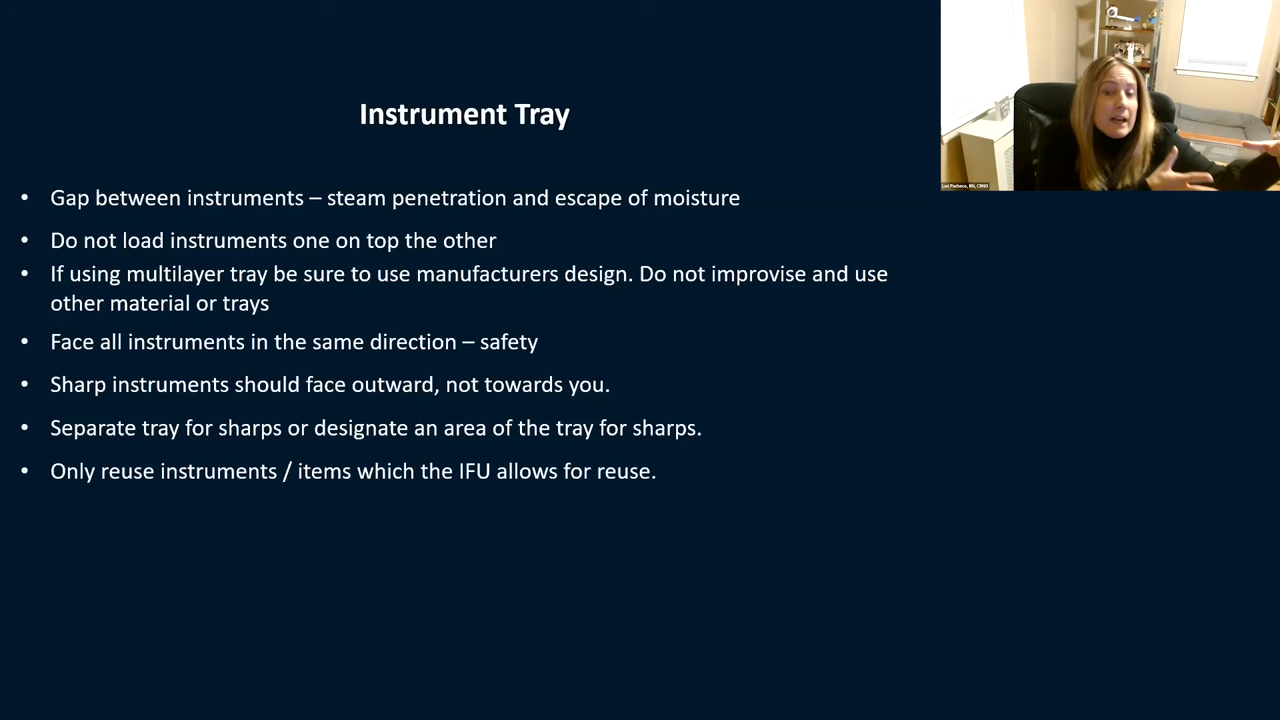 Instrument Tray
• Gap between instruments – steam penetration and escape of moisture
• Do not load instruments one on top the other
• If using multilayer tray be sure to use manufacturers design. Do not improvise and use
other material or trays
• Face all instruments in the same direction – safety
• Sharp instruments should face outward, not towards you.
• Separate tray for sharps or designate an area of the tray for sharps.
• Only reuse instruments / items which the IFU allows for reuse.
Lori Pacheco, RN, CRNO